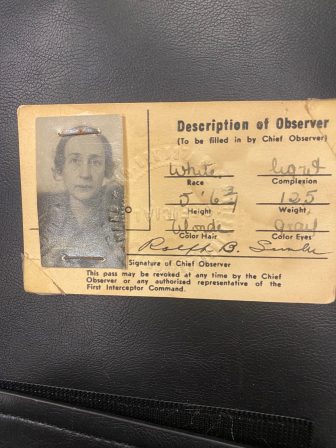 Description of Observer
(To be filled in by Chief Observer)
White Light
Race Complexion
5' 6 3/4 125
Height Weight
Blonde Gray
Color Hair Color Eyes
Ralph B.
Signature of Chief Observer
This pass may be revoked at any time by the Chief
Observer or any authorized representative of the
First Interceptor Command.